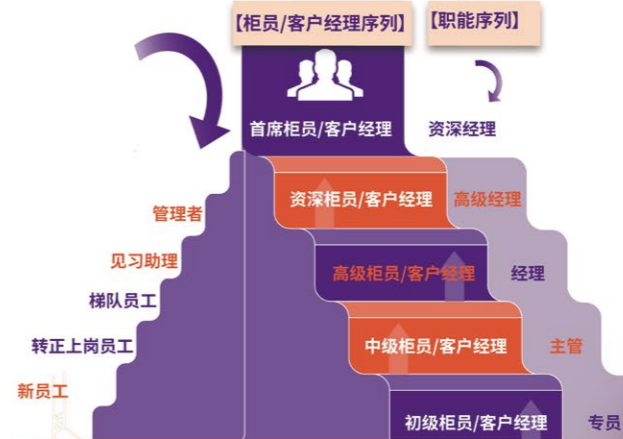 【柜员/客户经理序列】
【职能序列】
首席柜员/客户经理
资深经理
资深柜员/客户经理
高级经理
管理者
见习助理
高级柜员/客户经理
经理
梯队员工
转正上岗员工
中级柜员/客户经理
主管
新员工
初级柜员/客户经理
专员